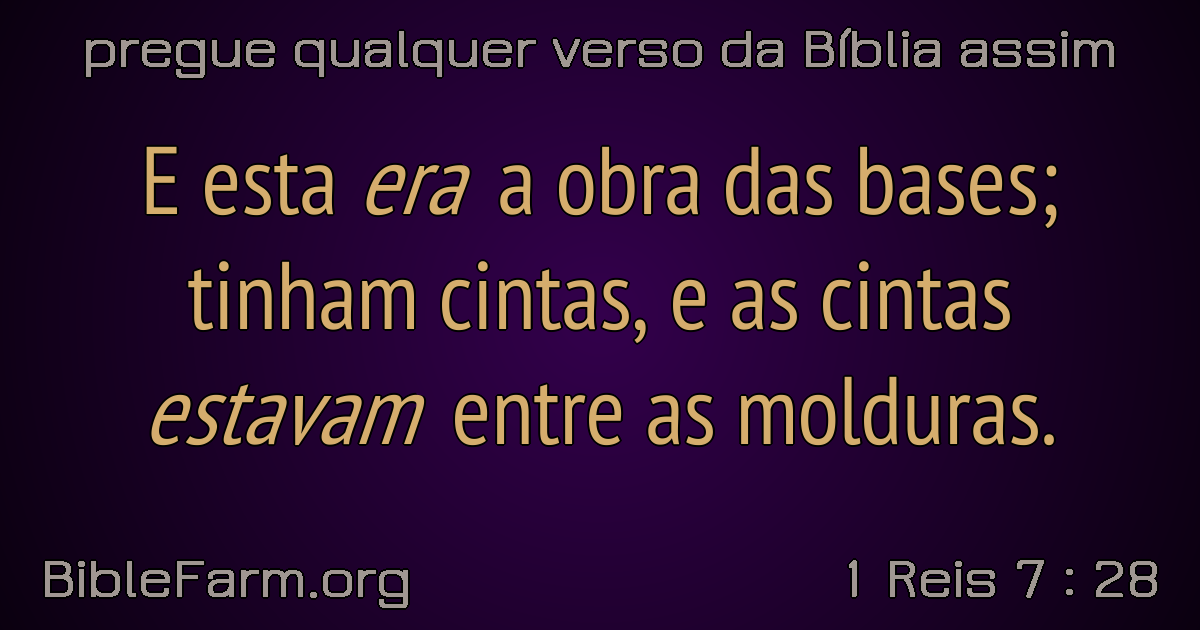 pregue qualquer verso da Bíblia assim
E esta era a obra das bases;
tinham cintas, e as cintas
estavam entre as molduras.
BibleFarm.org
1 Reis 7 : 28